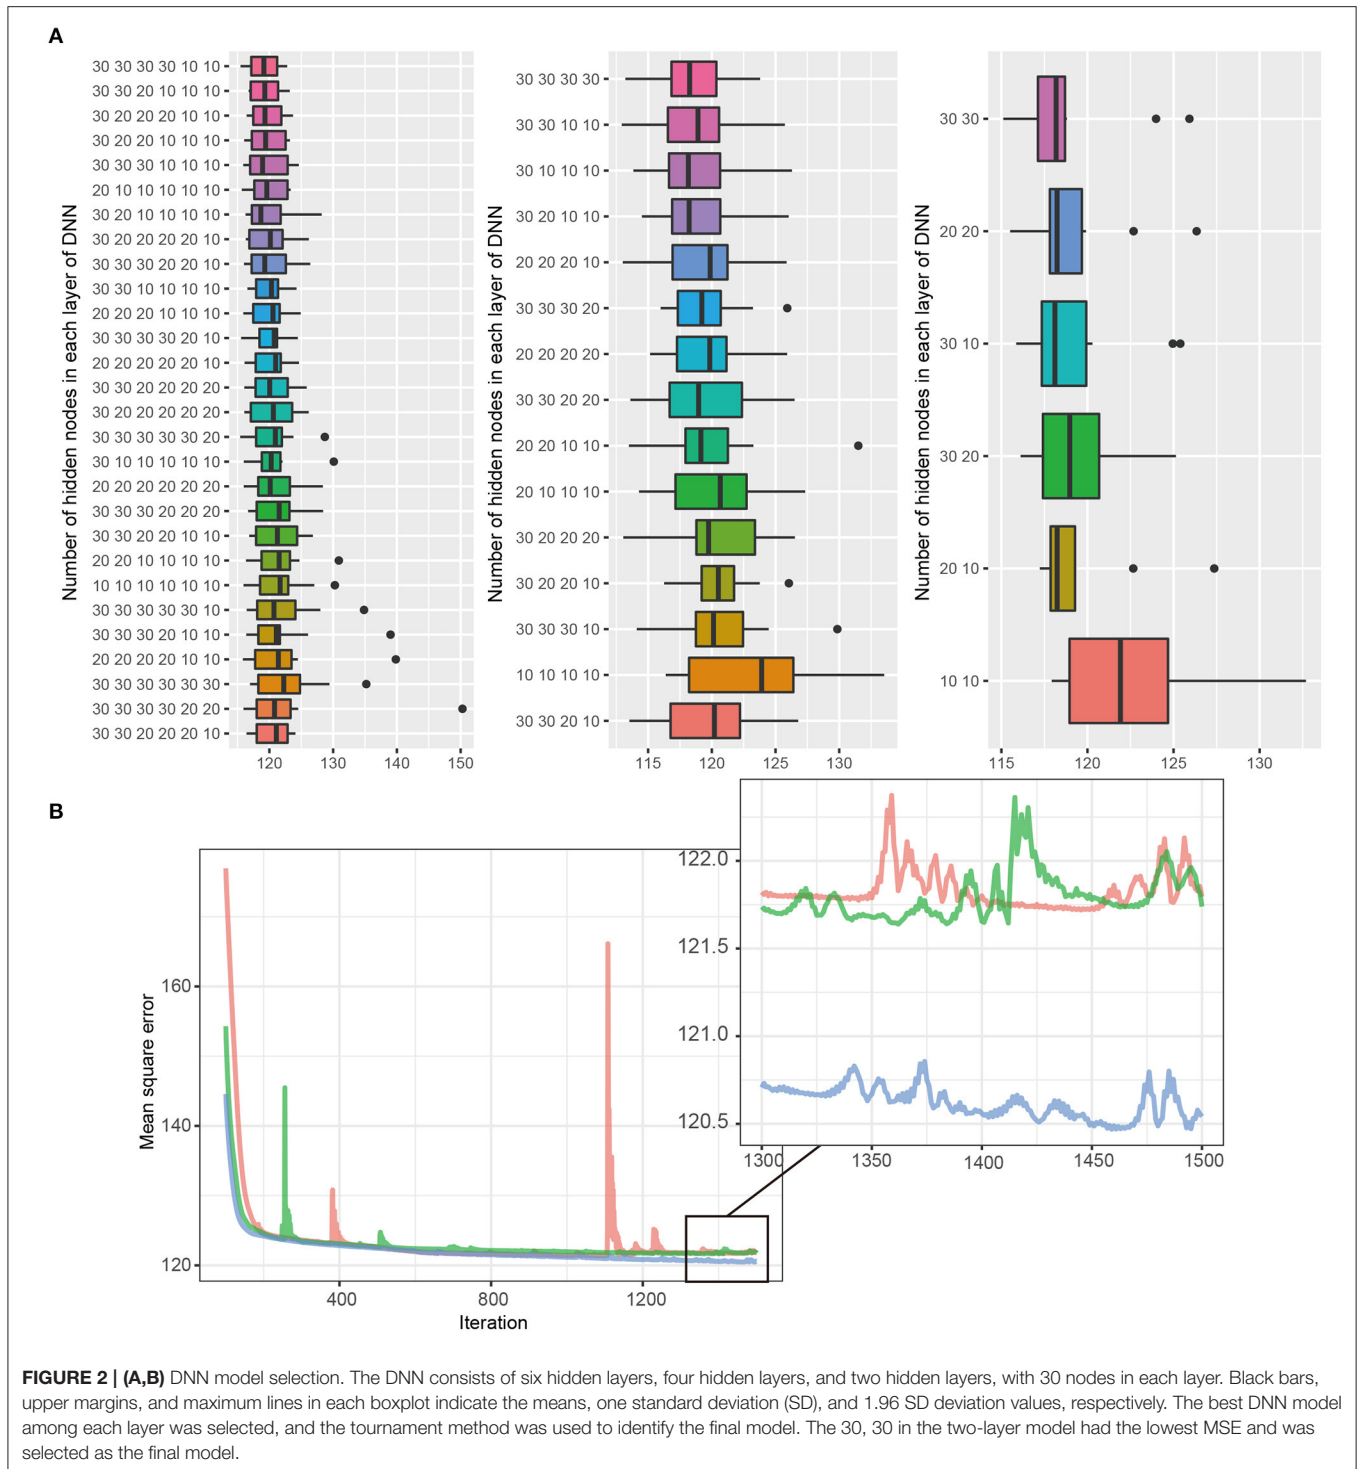 A
Number of hidden nodes in each layer of DNN
30 30 30 30 10 10
30 30 20 10 10 10
30 20 20 20 10 10
30 20 20 10 10 10
30 30 30 10 10 10
20 10 10 10 10 10
30 20 10 10 10 10
30 20 20 20 20 10
30 30 30 20 20 10
30 30 10 10 10 10
20 20 20 10 10 10
30 30 30 30 20 10
20 20 20 20 20 10
30 30 20 20 20 20
30 20 20 20 20 20
30 30 30 30 30 20
30 10 10 10 10 10
20 20 20 20 20 20
30 30 30 20 20 20
30 30 20 20 10 10
20 20 10 10 10 10
10 10 10 10 10 10
30 30 30 30 30 10
30 30 30 20 10 10
20 20 20 20 10 10
30 30 30 30 30 30
30 30 30 30 20 20
30 30 20 20 20 10
120 130 140 150
Number of hidden nodes in each layer of DNN
30 30 30 30
30 30 10 10
30 10 10 10
30 20 10 10
20 20 20 10
30 30 30 20
20 20 20 20
30 30 20 20
20 20 10 10
20 10 10 10
30 20 20 20
30 20 20 10
30 30 30 10
10 10 10 10
30 30 20 10
115 120 125 130
Number of hidden nodes in each layer of DNN
30 30
20 20
30 10
30 20
20 10
10 10
115 120 125 130
B
Mean square error
160
140
120
400 800 1200
Iteration
122.0
121.5
121.0
120.5
1300 1350 1400 1450 1500
FIGURE 2 | (A,B) DNN model selection. The DNN consists of six hidden layers, four hidden layers, and two hidden layers, with 30 nodes in each layer. Black bars,
upper margins, and maximum lines in each boxplot indicate the means, one standard deviation (SD), and 1.96 SD deviation values, respectively. The best DNN model
among each layer was selected, and the tournament method was used to identify the final model. The 30, 30 in the two-layer model had the lowest MSE and was
selected as the final model.